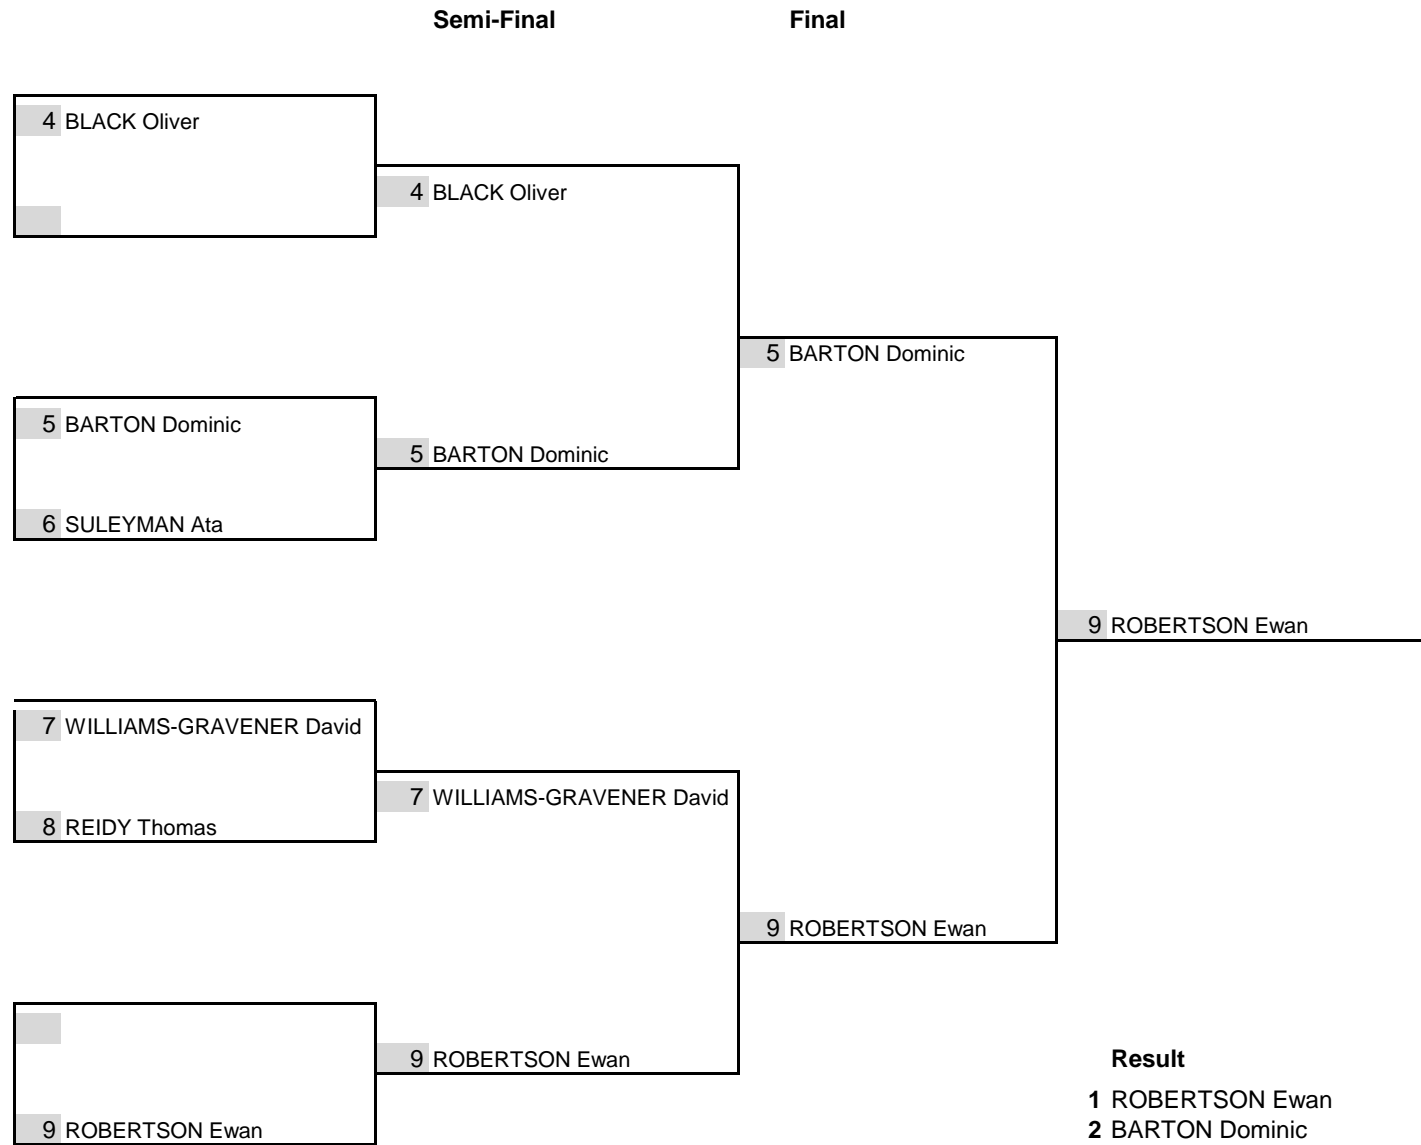 Semi-Final Final
4 BLACK Oliver
4 BLACK Oliver
5 BARTON Dominic
5 BARTON Dominic
5 BARTON Dominic
6 SULEYMAN Ata
9 ROBERTSON Ewan
7 WILLIAMS-GRAVENER David
7 WILLIAMS-GRAVENER David
8 REIDY Thomas
9 ROBERTSON Ewan
9 ROBERTSON Ewan
Result
1 ROBERTSON Ewan
9 ROBERTSON Ewan
2 BARTON Dominic